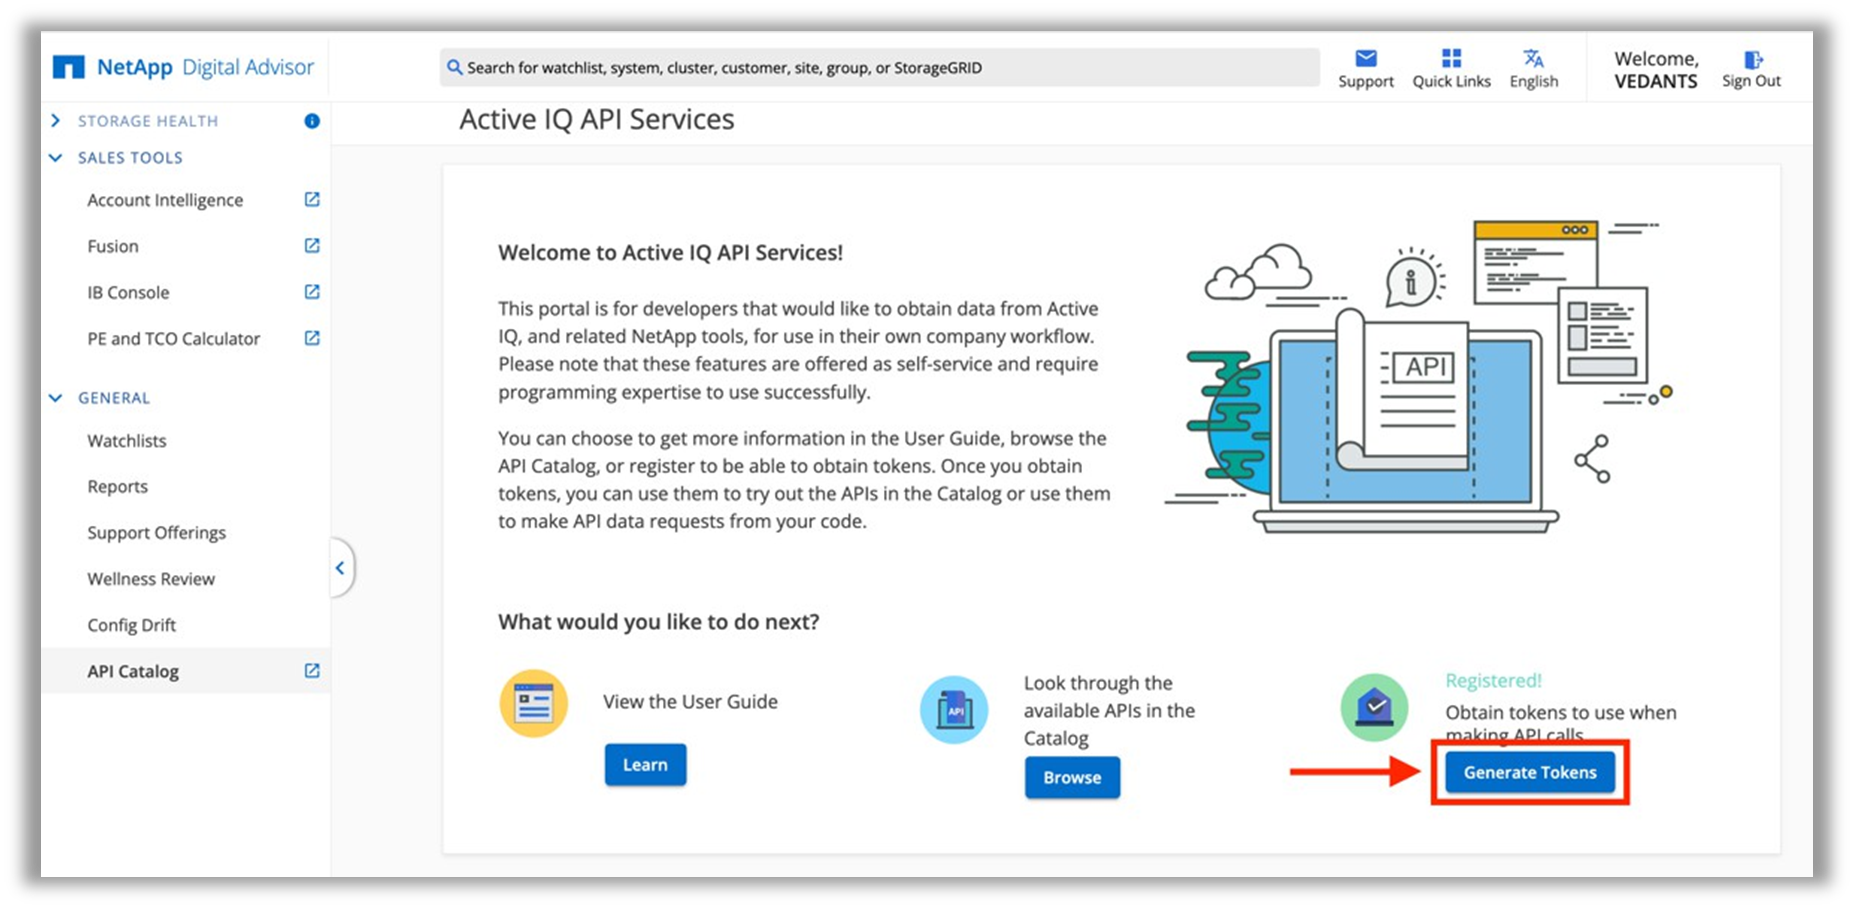 NetApp Digital Advisor
Search for watchlist, system, cluster, customer, site, group, or StorageGRID
Support
Quick Links
English
Welcome,
VEDANTS
Sign Out
STORAGE HEALTH
SALES TOOLS
Account Intelligence
Fusion
IB Console
PE and TCO Calculator
GENERAL
Watchlists
Reports
Support Offerings
Wellness Review
Config Drift
API Catalog
Active IQ API Services
Welcome to Active IQ API Services!
This portal is for developers that would like to obtain data from Active
IQ, and related NetApp tools, for use in their own company workflow.
Please note that these features are offered as self-service and require
programming expertise to use successfully.
You can choose to get more information in the User Guide, browse the
API Catalog, or register to be able to obtain tokens. Once you obtain
tokens, you can use them to try out the APIs in the Catalog or use them
to make API data requests from your code.
API
What would you like to do next?
View the User Guide
Learn
API
Look through the
available APIs in the
Catalog
Browse
Registered!
Obtain tokens to use when
making API calls
Generate Tokens